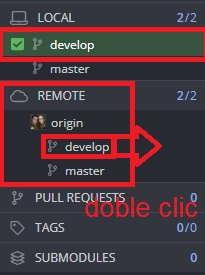 LOCAL 2/2
develop
master
REMOTE 2/2
origin
develop
master
PULL REQUESTS 0
doble clic
TAGS 0/0
SUBMODULES 0